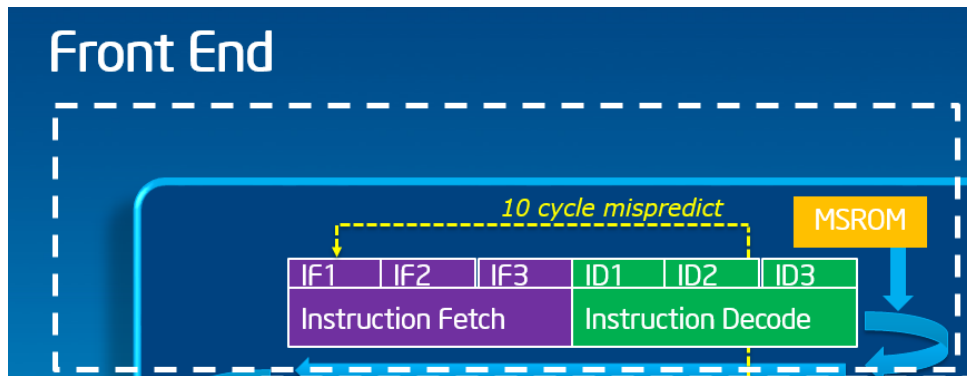 Front End
10 cycle mispredict
MSROM
IF1 IF2 IF3 ID1 ID2 ID3
Instruction Fetch Instruction Decode